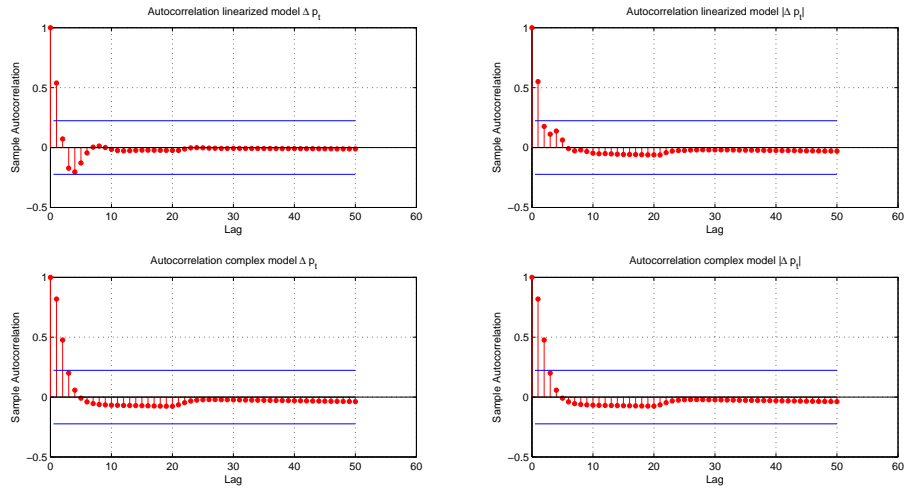 Autocorrelation linearized model Δ p_t
Sample Autocorrelation
1
0.5
0
−0.5
0 10 20 30 40 50 60
Lag
Autocorrelation linearized model |Δ p_t|
Sample Autocorrelation
1
0.5
0
−0.5
0 10 20 30 40 50 60
Lag
Autocorrelation complex model Δ p_t
Sample Autocorrelation
1
0.5
0
−0.5
0 10 20 30 40 50 60
Lag
Autocorrelation complex model |Δ p_t|
Sample Autocorrelation
1
0.5
0
−0.5
0 10 20 30 40 50 60
Lag